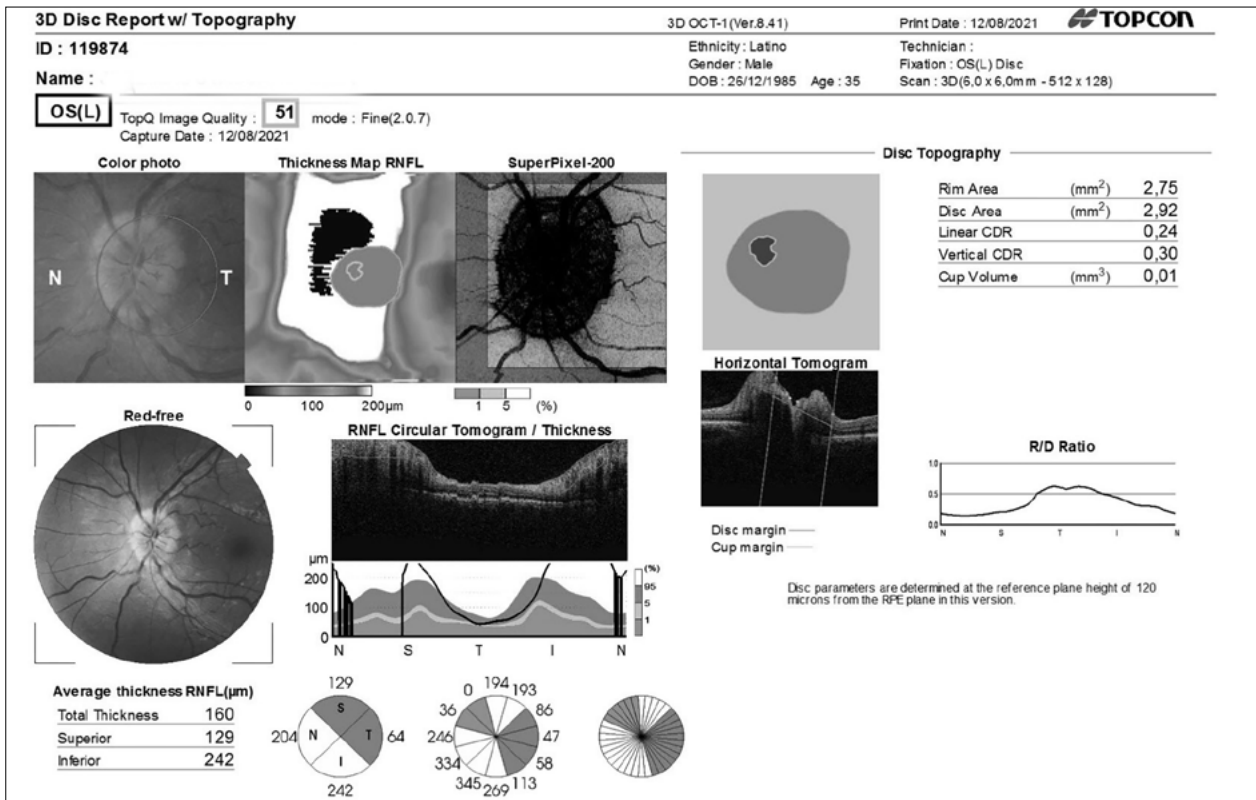 3D Disc Report w/ Topography
3D OCT-1(Ver.8.41)
Print Date : 12/08/2021
TOPCON
ID : 119874
Ethnicity : Latino
Technician :
Gender : Male
Fixation : OS(L) Disc
Name :
DOB : 26/12/1985 Age : 35
Scan : 3D(6,0 x 6,0mm - 512 x 128)
OS(L)
TopQ Image Quality : 51 mode : Fine(2.0.7)
Capture Date : 12/08/2021
Color photo
Thickness Map RNFL
SuperPixel-200
N
T
0 100 200µm
1 5 (%)
Disc Topography
Rim Area (mm²) 2,75
Disc Area (mm²) 2,92
Linear CDR 0,24
Vertical CDR 0,30
Cup Volume (mm³) 0,01
Horizontal Tomogram
Disc margin
Cup margin
R/D Ratio
1.0
0.5
0.0
N S T I N
Disc parameters are determined at the reference plane height of 120
microns from the RPE plane in this version.
Red-free
RNFL Circular Tomogram / Thickness
µm
200
100
0
N S T I N
(%)
95
5
1
Average thickness RNFL(µm)
Total Thickness 160
Superior 129
Inferior 242
129
204 N S T I 64
242
0 194 193
36 86
246 47
334 58
345 269 113